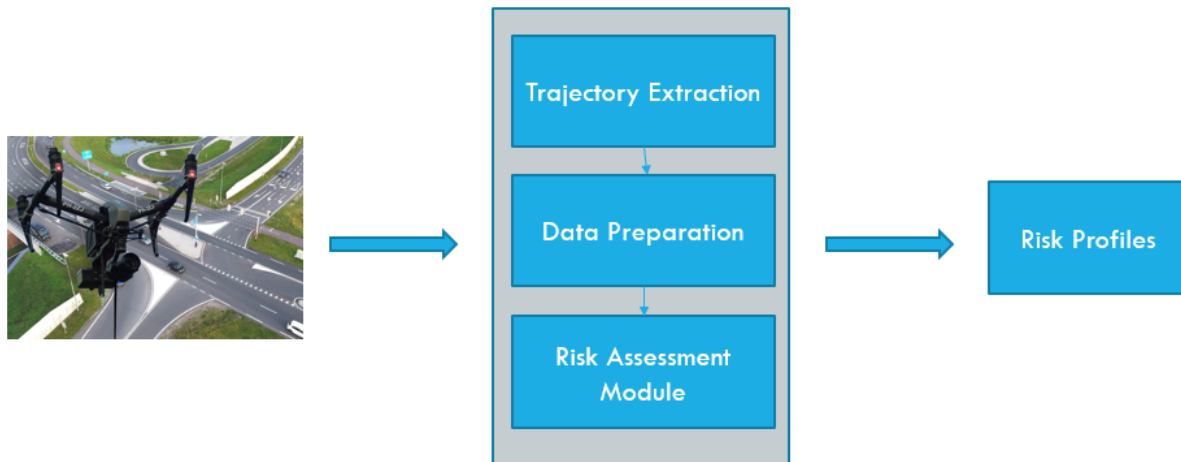 Trajectory Extraction
Data Preparation
Risk Assessment
Module
Risk Profiles